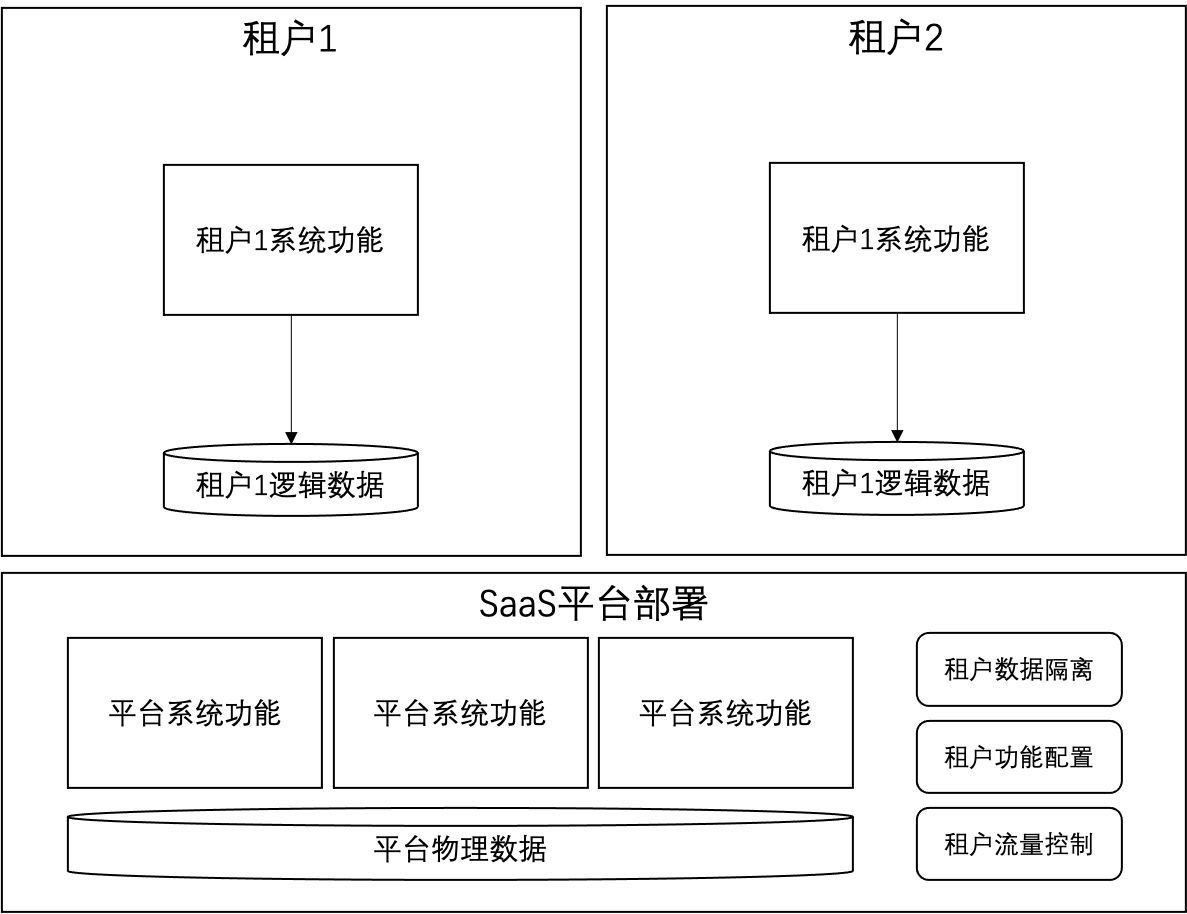 租户1
租户2
租户1系统功能
租户1系统功能
租户1逻辑数据
租户1逻辑数据
SaaS平台部署
平台系统功能
平台系统功能
平台系统功能
平台物理数据
租户数据隔离
租户功能配置
租户流量控制